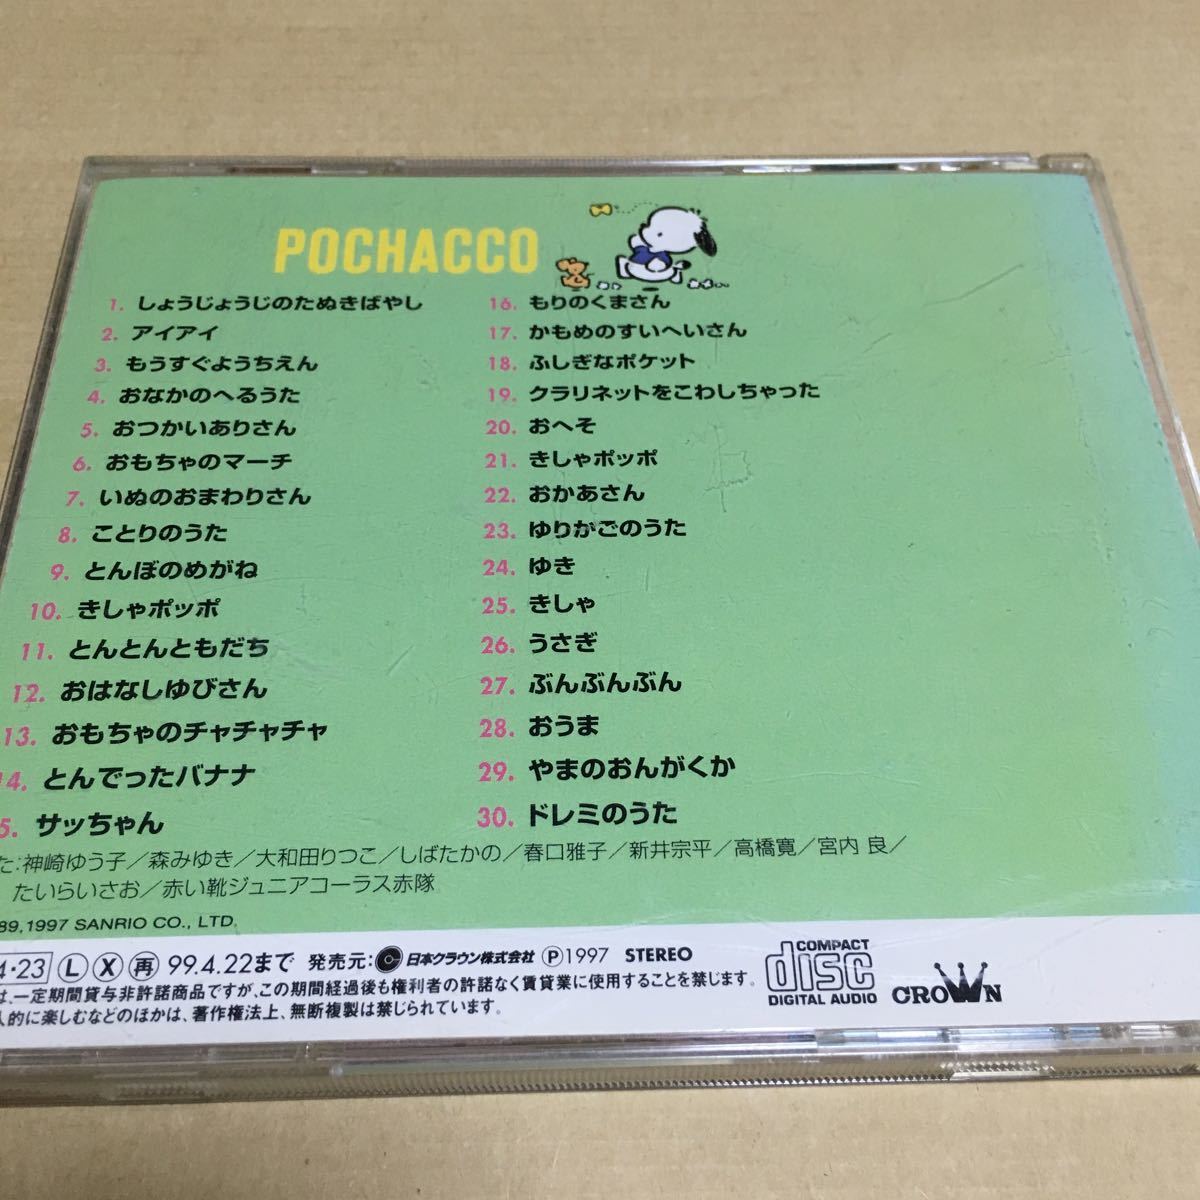 POCHACCO
1. しょうじょうじのたぬきばやし
2. アイアイ
3. もうすぐようちえん
4. おなかのへるうた
5. おつかいありさん
6. おもちゃのマーチ
7. いぬのおまわりさん
8. ことりのうた
9. とんぼのめがね
10. きしゃポッポ
11. とんとんともだち
12. おはなしゆびさん
13. おもちゃのチャチャチャ
4. とんでったバナナ
5. サッちゃん
16. もりのくまさん
17. かもめのすいへいさん
18. ふしぎなポケット
19. クラリネットをこわしちゃった
20. おへそ
21. きしゃポッポ
22. おかあさん
23. ゆりかごのうた
24. ゆき
25. きしゃ
26. うさぎ
27. ぶんぶんぶん
28. おうま
29. やまのおんがくか
30. ドレミのうた
た:神崎ゆう子/森みゆき/大和田りつこ/しばたかの/春口雅子/新井宗平/高橋寛/宮内 良/
たいらいさお/赤い靴ジュニアコーラス赤隊
89,1997 SANRIO CO., LTD.
4・23 Ⓛ Ⓧ 再 99.4.22まで 発売元: 日本クラウン株式会社 Ⓟ1997 STEREO
は、一定期間貸与非許諾商品ですが、この期間経過後も権利者の許諾なく賃貸業に使用することを禁じます。
人的に楽しむなどのほかは、著作権法上、無断複製は禁じられています。
COMPACT
disc
DIGITAL AUDIO
CROWN